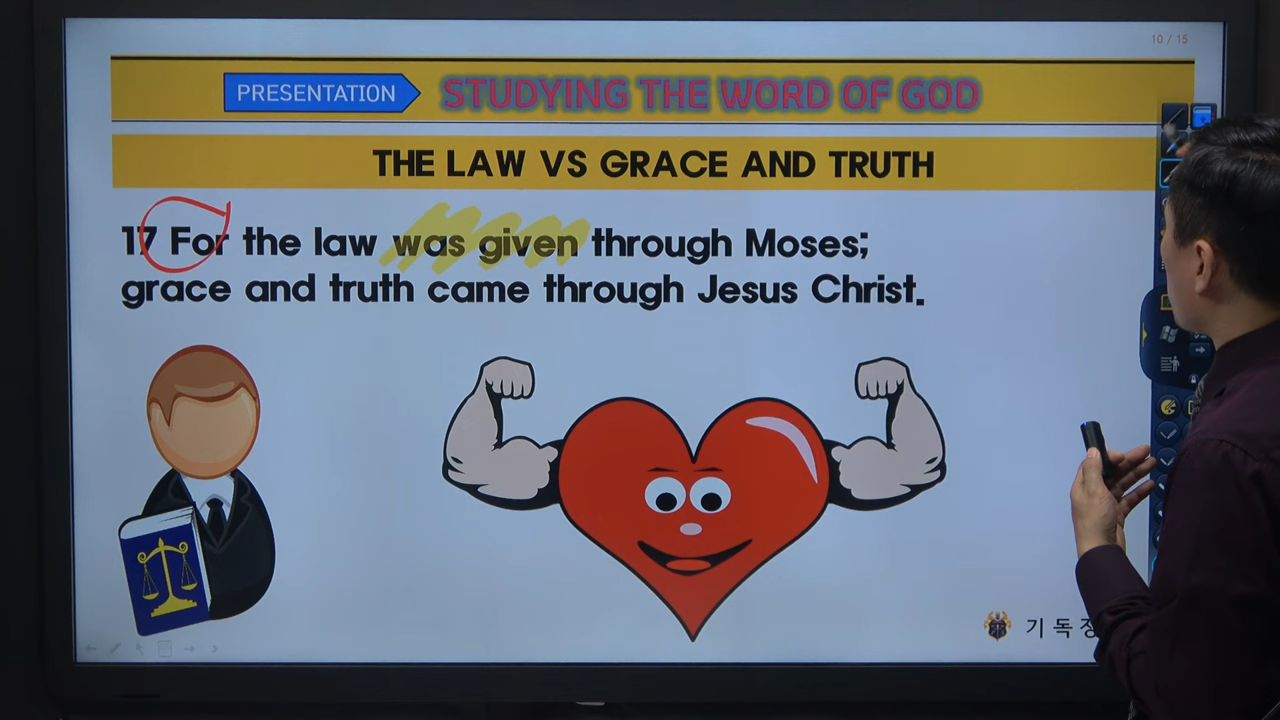 10 / 15
PRESENTATION STUDYING THE WORD OF GOD
THE LAW VS GRACE AND TRUTH
17 For the law was given through Moses;
grace and truth came through Jesus Christ.
기독